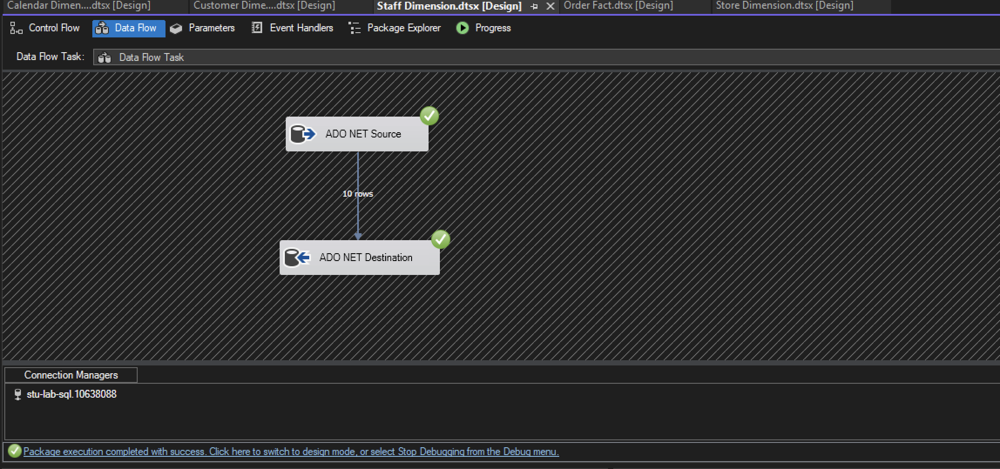 Calendar Dimen....dtsx [Design]
Customer Dime....dtsx [Design]
Staff Dimension.dtsx [Design]
Order Fact.dtsx [Design]
Store Dimension.dtsx [Design]
Control Flow
Data Flow
Parameters
Event Handlers
Package Explorer
Progress
Data Flow Task:
Data Flow Task
ADO NET Source
10 rows
ADO NET Destination
Connection Managers
stu-lab-sql.10638088
Package execution completed with success. Click here to switch to design mode, or select Stop Debugging from the Debug menu.